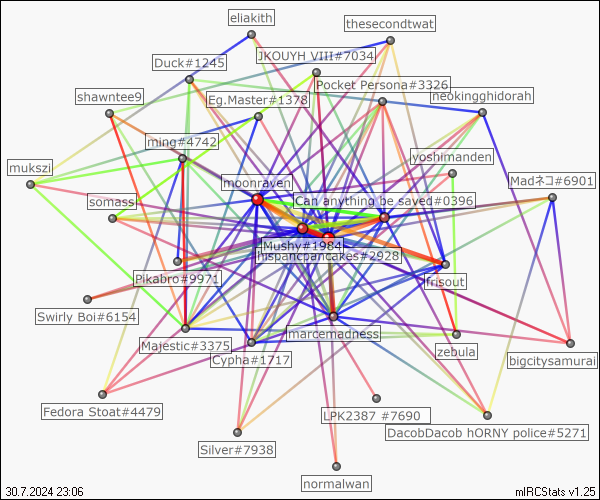 eliakith
thesecondtwat
JKOUYH VIII#7034
Duck#1245
Pocket Persona#3326
shawntee9
Eg.Master#1378
neokingghidorah
ming#4742
yoshimanden
mukszi
moonraven
Madネコ#6901
somass
Can anything be saved#0396
Mushy#1984
hispanicpancakes#2928
Pikabro#9971
frisout
Swirly Boi#6154
marcemadness
Majestic#3375
Cypha#1717
zebula
bigcitysamurai
Fedora Stoat#4479
LPK2387 #7690
DacobDacob hORNY police#5271
Silver#7938
normalwan
30.7.2024 23:06
mIRCStats v1.25